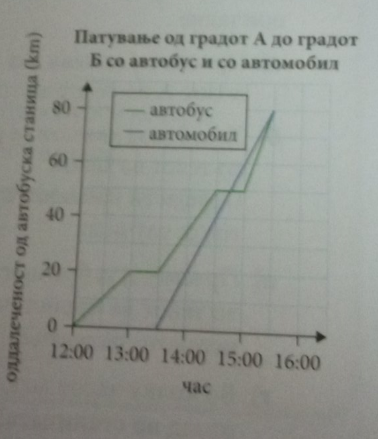 Патување од градот А до градот
Б со автобус и со автомобил
оддалеченост од автобуска станица (km)
80
60
40
20
0
автобус
автомобил
12:00 13:00 14:00 15:00 16:00
час